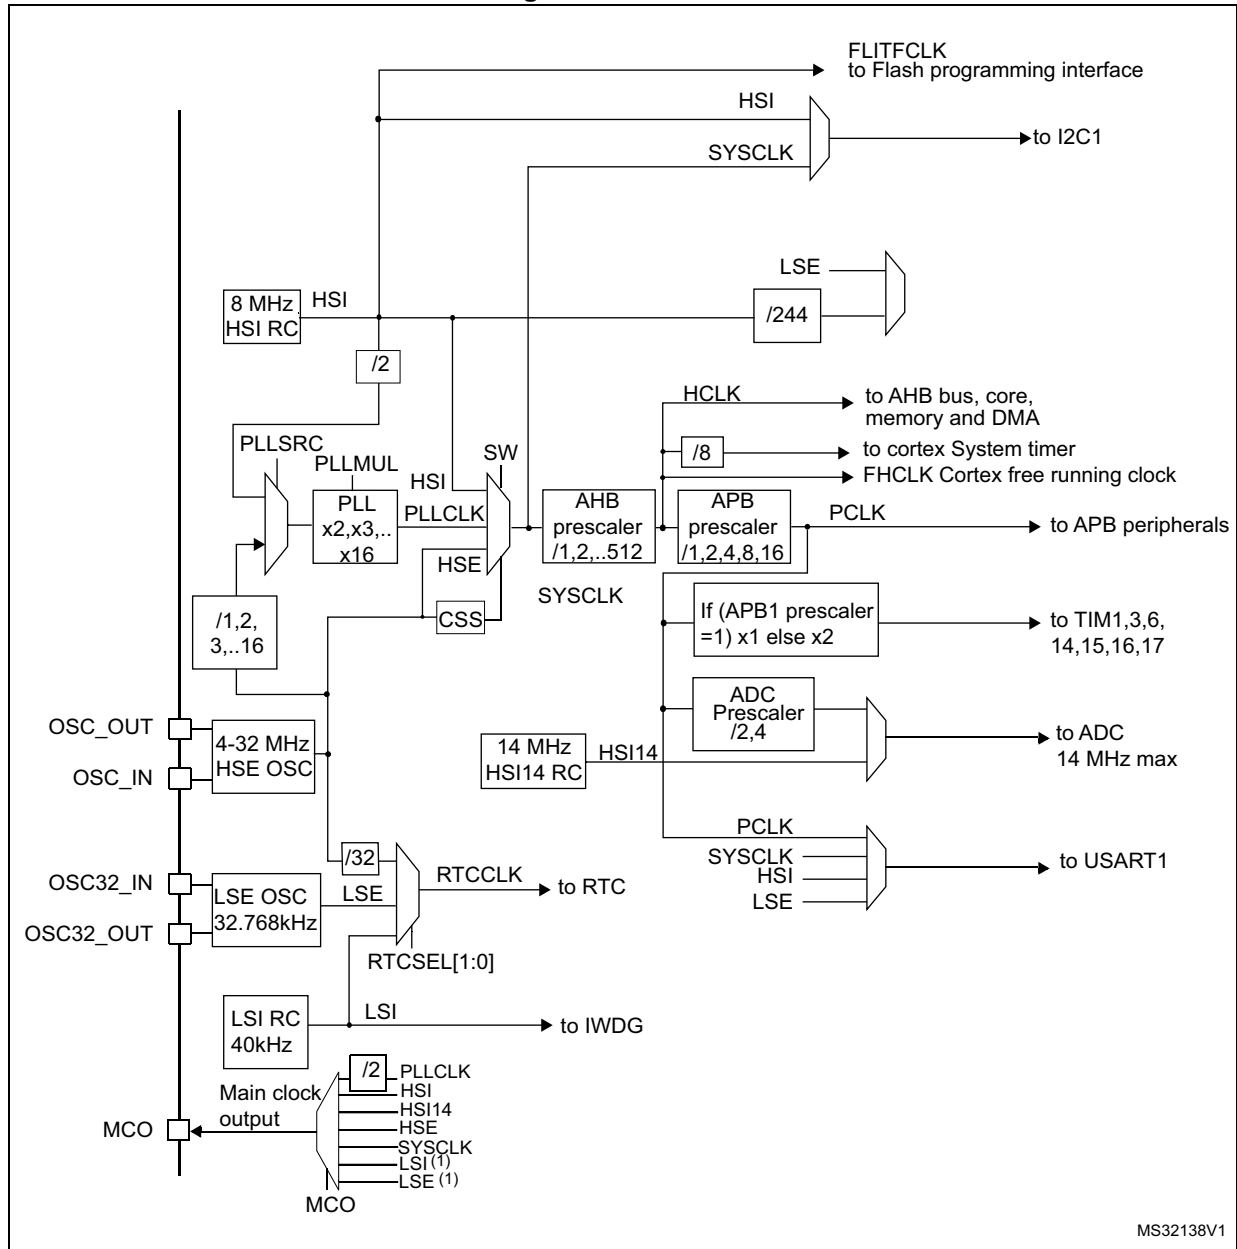 FLITFCLK
to Flash programming interface
HSI
to I2C1
SYSCLK
LSE
8 MHz
HSI RC
HSI
/244
/2
HCLK
to AHB bus, core,
memory and DMA
PLLSRC
/8
to cortex System timer
SW
PLLMUL
FHCLK Cortex free running clock
HSI
PLL
x2,x3,..
x16
PLLCLK
AHB
prescaler
/1,2,..512
APB
prescaler
/1,2,4,8,16
PCLK
to APB peripherals
HSE
SYSCLK
/1,2,
3,..16
CSS
If (APB1 prescaler
=1) x1 else x2
to TIM1,3,6,
14,15,16,17
ADC
Prescaler
/2,4
OSC_OUT
4-32 MHz
HSE OSC
OSC_IN
14 MHz
HSI14 RC
HSI14
to ADC
14 MHz max
PCLK
SYSCLK
HSI
LSE
to USART1
/32
OSC32_IN
LSE OSC
32.768kHz
LSE
RTCCLK
to RTC
OSC32_OUT
RTCSEL[1:0]
LSI RC
40kHz
LSI
to IWDG
/2
PLLCLK
Main clock
output
HSI
HSI14
MCO
HSE
SYSCLK
LSI (1)
LSE (1)
MCO
MS32138V1